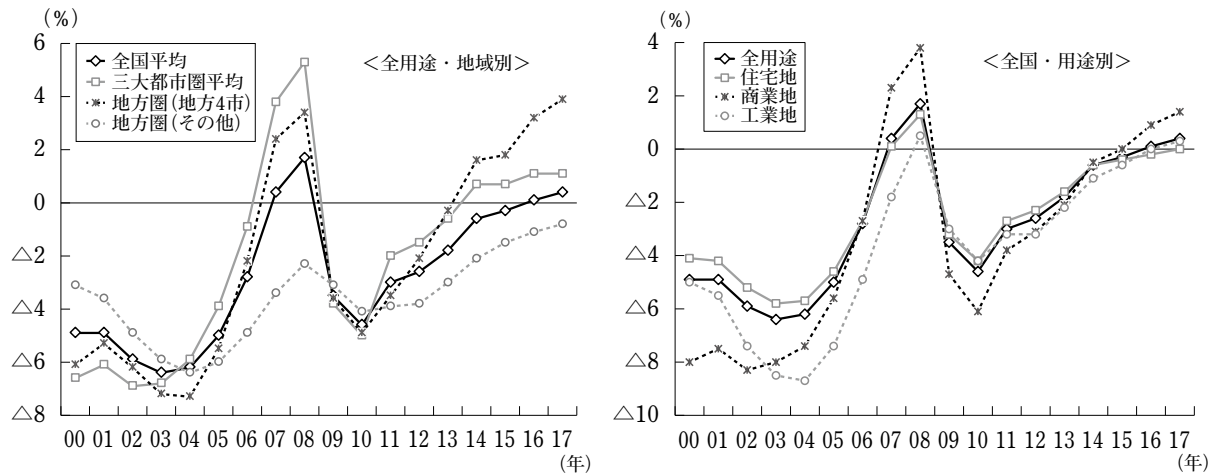 (％)
6
4
2
0
△2
△4
△6
△8
全国平均
三大都市圏平均
地方圏(地方4市)
地方圏(その他)
＜全用途・地域別＞
00 01 02 03 04 05 06 07 08 09 10 11 12 13 14 15 16 17
(年)
(％)
4
2
0
△2
△4
△6
△8
△10
全用途
住宅地
商業地
工業地
＜全国・用途別＞
00 01 02 03 04 05 06 07 08 09 10 11 12 13 14 15 16 17
(年)